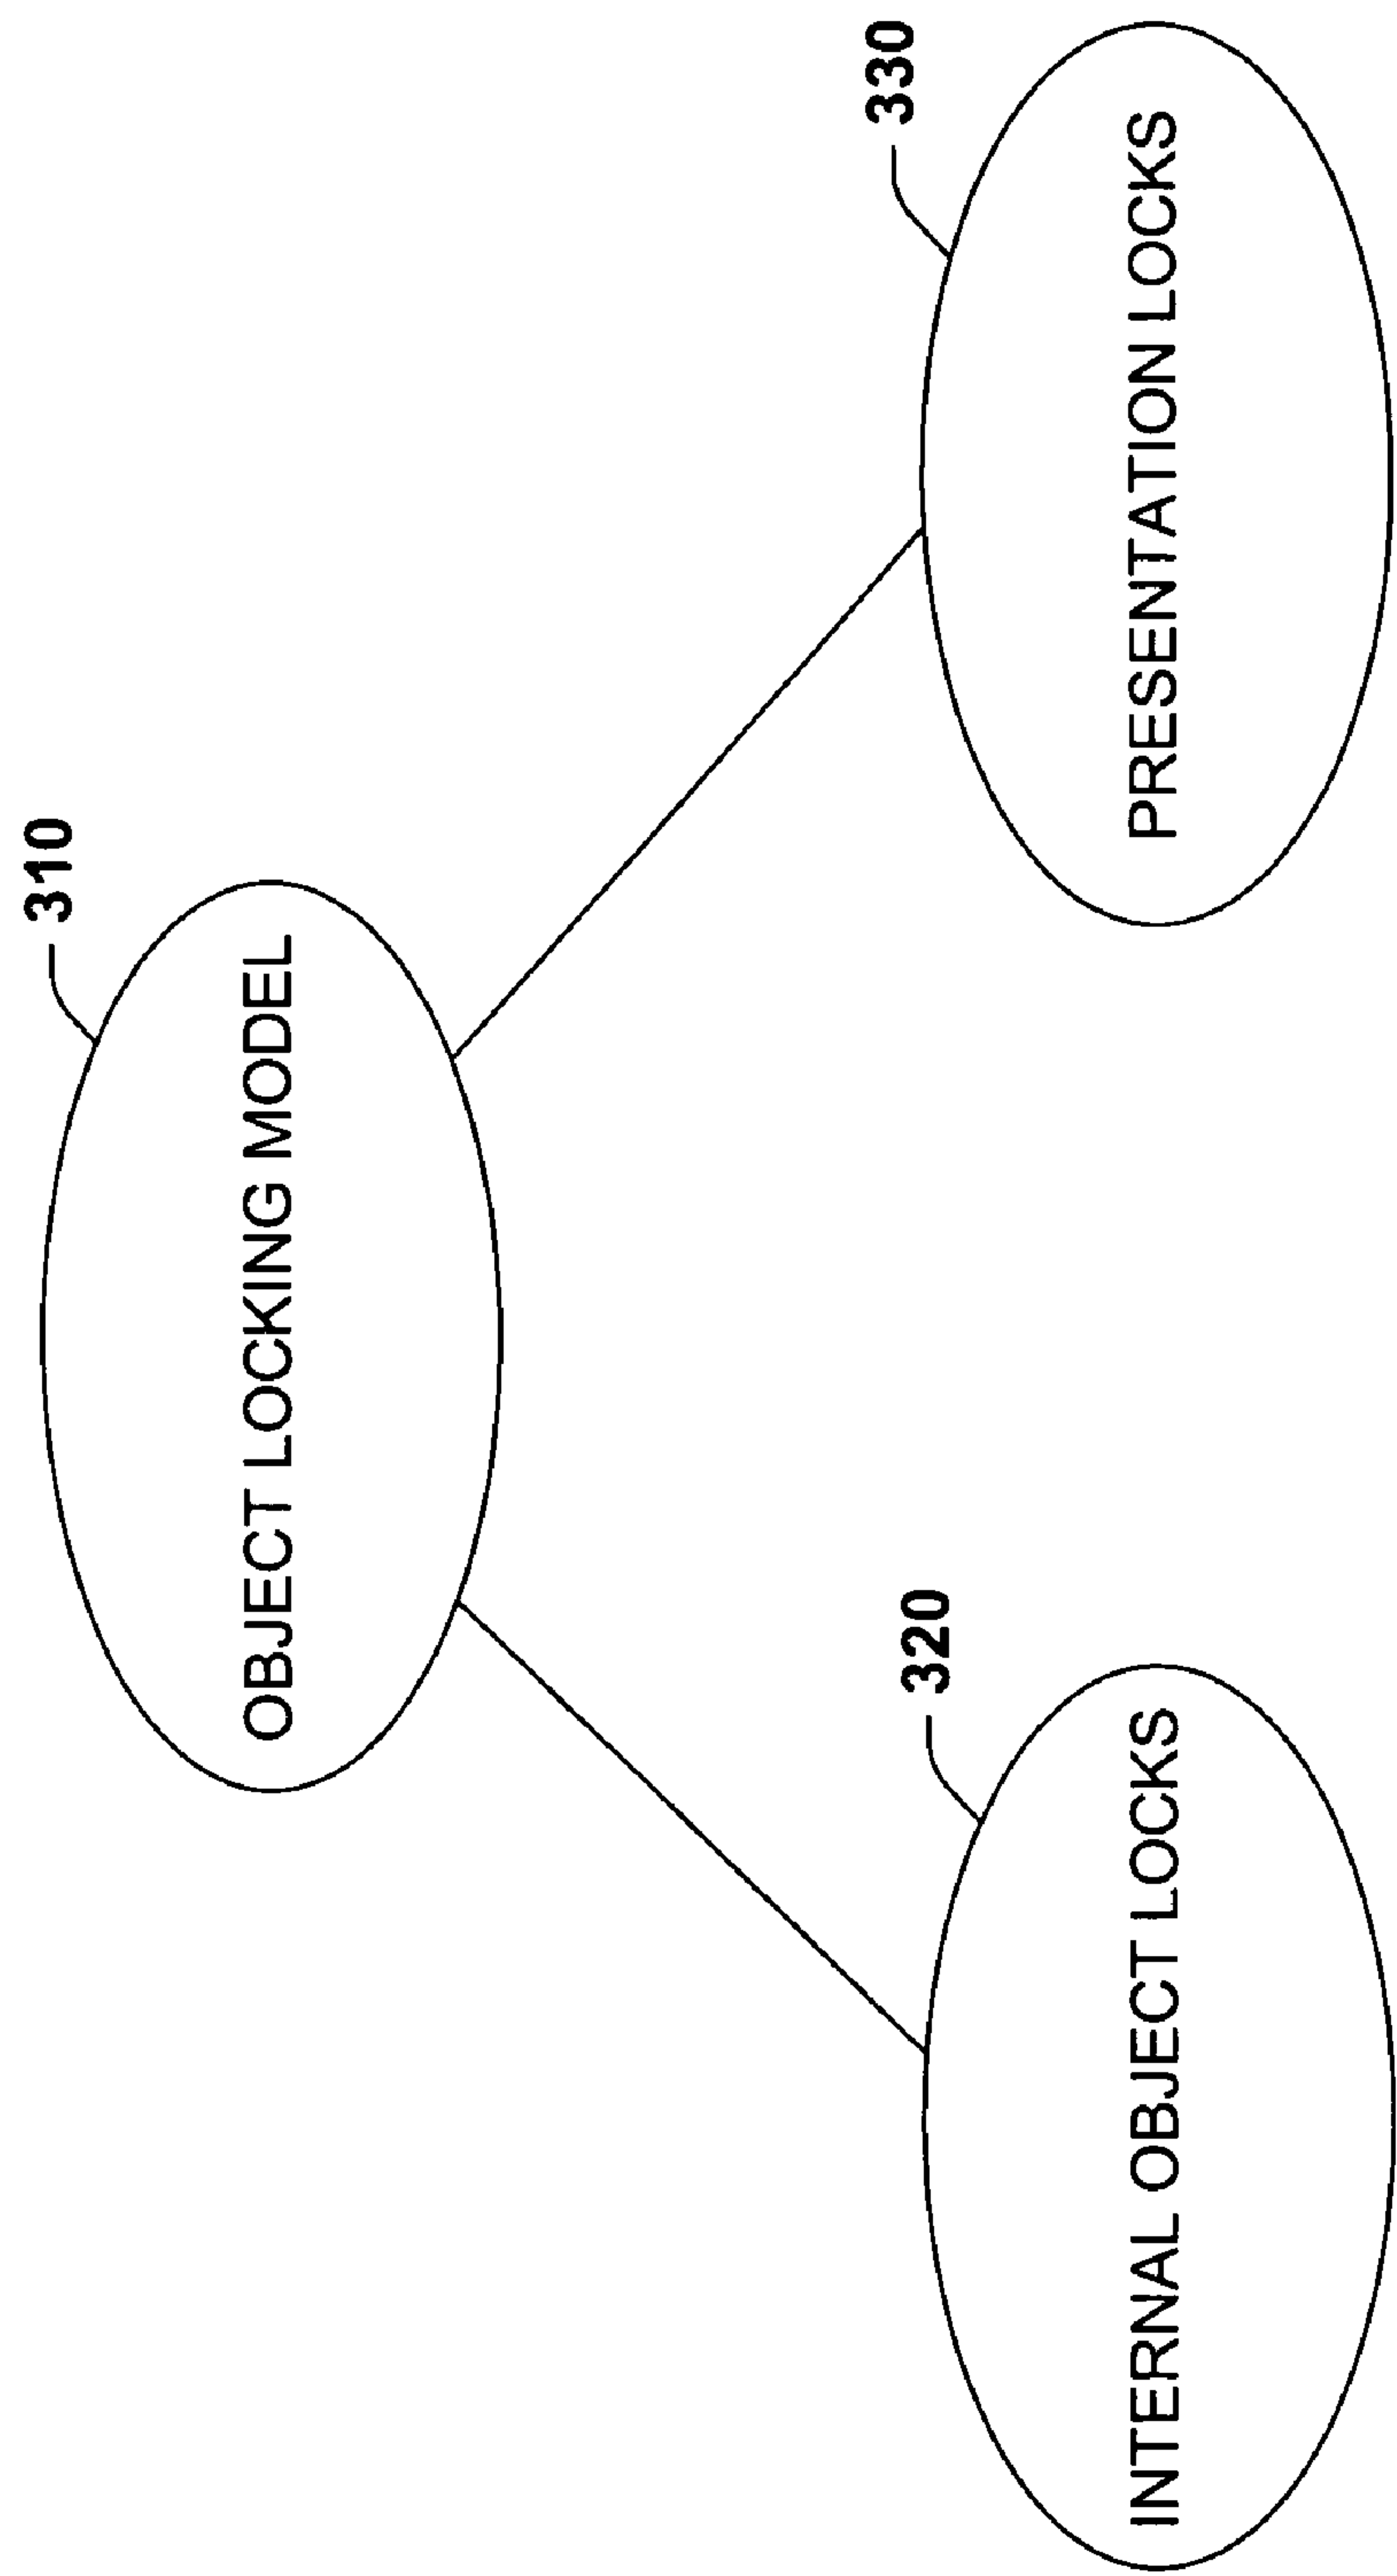 310
OBJECT LOCKING MODEL
320
INTERNAL OBJECT LOCKS
330
PRESENTATION LOCKS